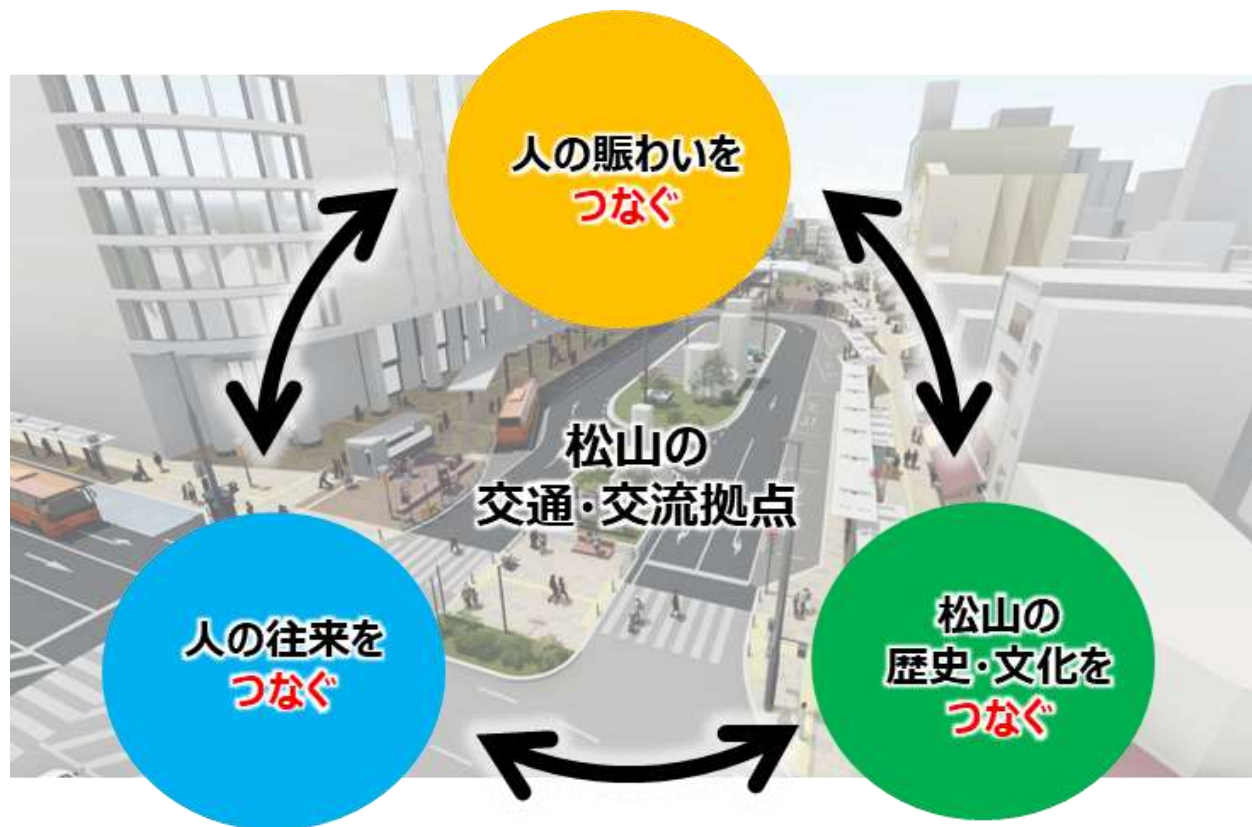 人の賑わいを
つなぐ
松山の
交通・交流拠点
人の往来を
つなぐ
松山の
歴史・文化を
つなぐ